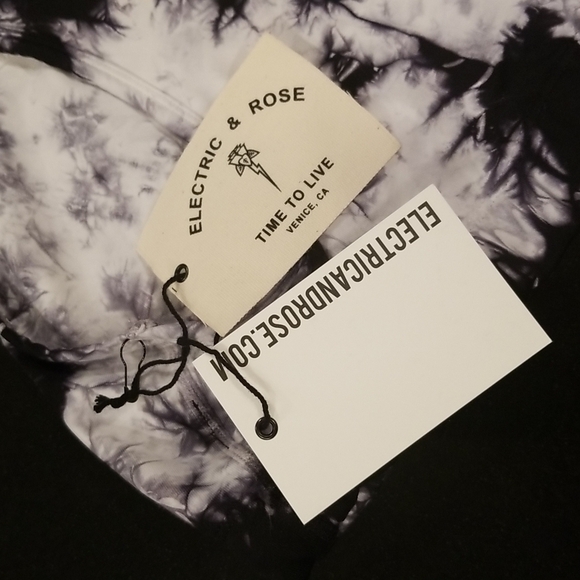 ELECTRIC & ROSE
TIME TO LIVE
VENICE, CA
ELECTRICANDROSE.COM